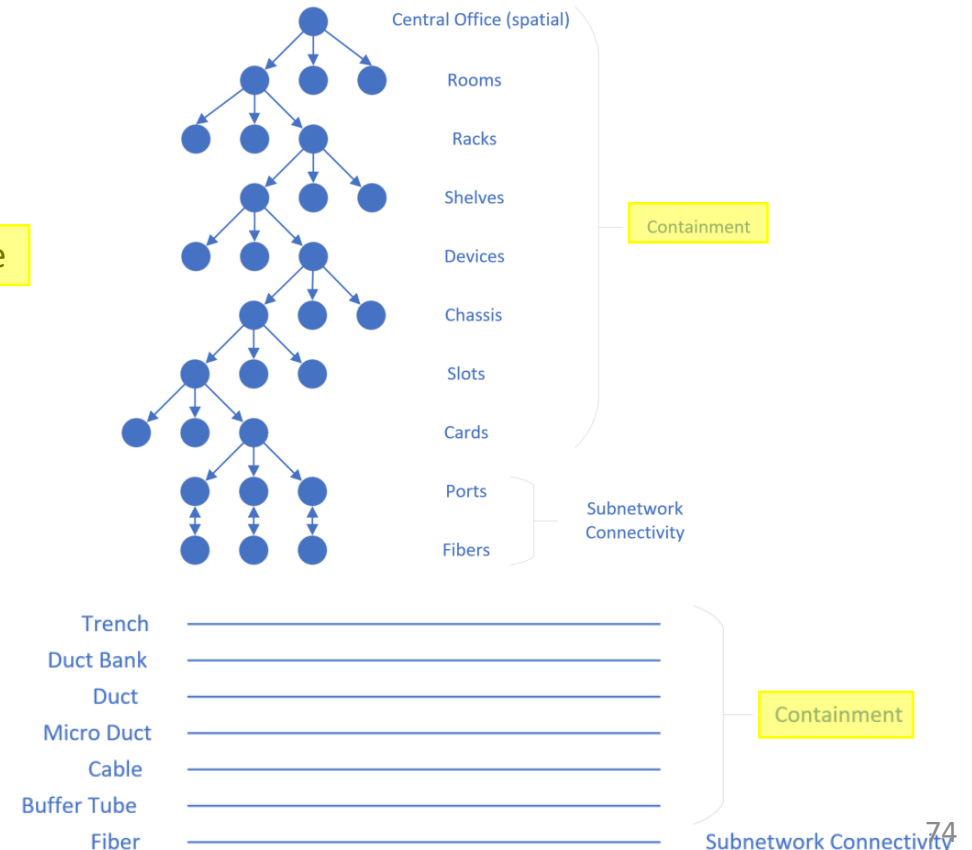 Central Office (spatial)
Rooms
Racks
Shelves
Containment
Devices
Chassis
Slots
Cards
Ports
Subnetwork
Connectivity
Fibers
Trench
Duct Bank
Duct
Containment
Micro Duct
Cable
Buffer Tube
Fiber
Subnetwork Connectivity
74